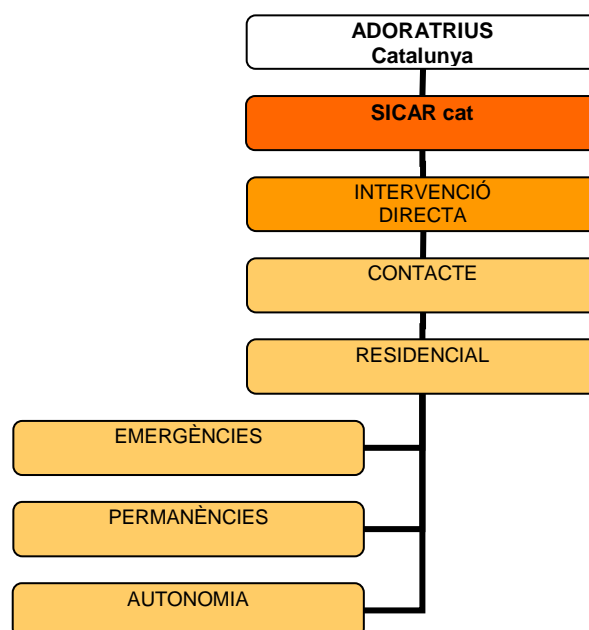 ADORATRIUS
Catalunya
SICAR cat
INTERVENCIÓ
DIRECTA
CONTACTE
RESIDENCIAL
EMERGÈNCIES
PERMANÈNCIES
AUTONOMIA